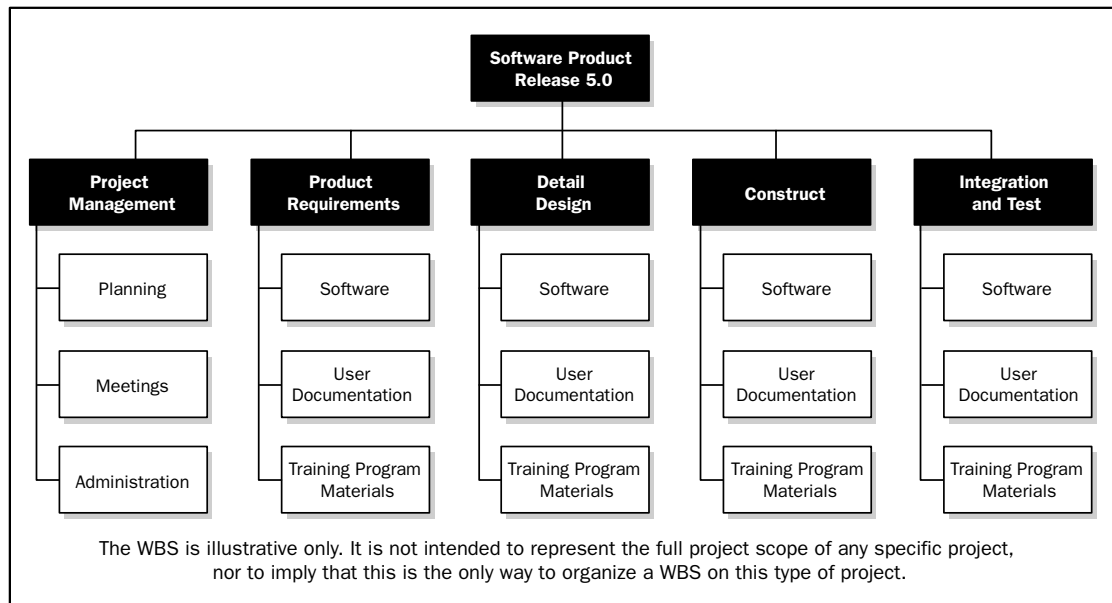 Software Product
Release 5.0
Project
Management
Product
Requirements
Detail
Design
Construct
Integration
and Test
Planning
Software
Software
Software
Software
Meetings
User
Documentation
User
Documentation
User
Documentation
User
Documentation
Administration
Training Program
Materials
Training Program
Materials
Training Program
Materials
Training Program
Materials
The WBS is illustrative only. It is not intended to represent the full project scope of any specific project,
nor to imply that this is the only way to organize a WBS on this type of project.